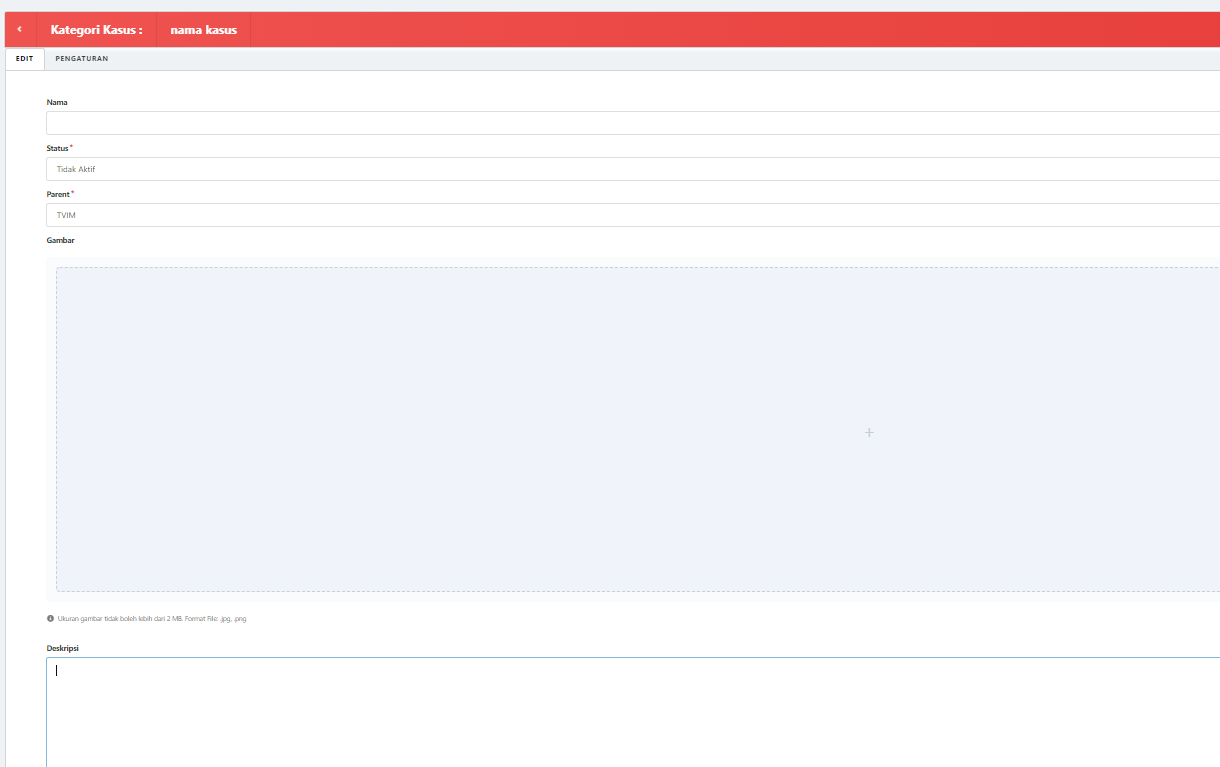 Kategori Kasus : nama kasus
EDIT PENGATURAN
Nama
Status*
Tidak Aktif
Parent*
TVIM
Gambar
+
Ukuran gambar tidak boleh lebih dari 2 MB. Format File: .jpg, .png
Deskripsi